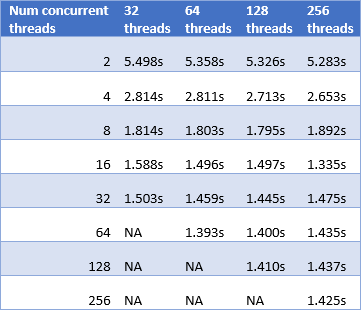 Num concurrent threads 32 threads 64 threads 128 threads 256 threads
2 5.498s 5.358s 5.326s 5.283s
4 2.814s 2.811s 2.713s 2.653s
8 1.814s 1.803s 1.795s 1.892s
16 1.588s 1.496s 1.497s 1.335s
32 1.503s 1.459s 1.445s 1.475s
64 NA 1.393s 1.400s 1.435s
128 NA NA 1.410s 1.437s
256 NA NA NA 1.425s